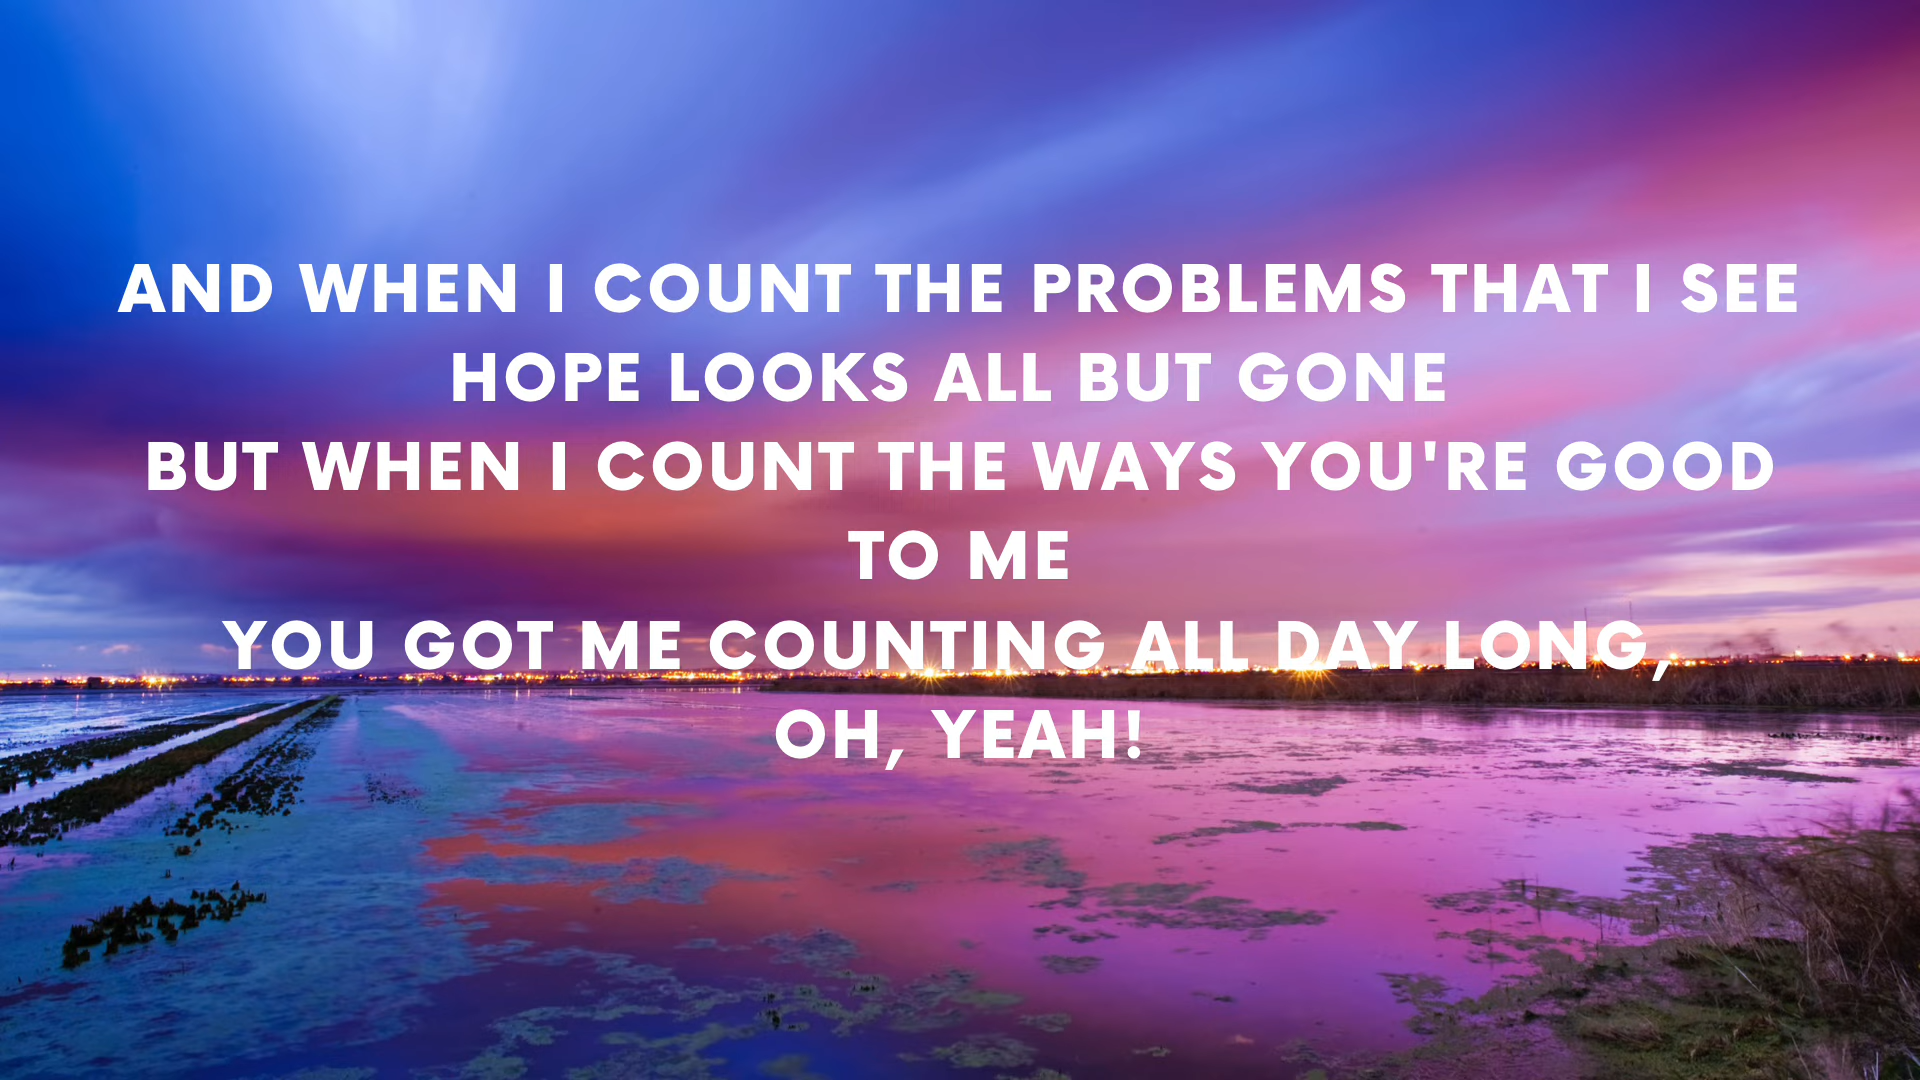 AND WHEN I COUNT THE PROBLEMS THAT I SEE
HOPE LOOKS ALL BUT GONE
BUT WHEN I COUNT THE WAYS YOU'RE GOOD
TO ME
YOU GOT ME COUNTING ALL DAY LONG,
OH, YEAH!